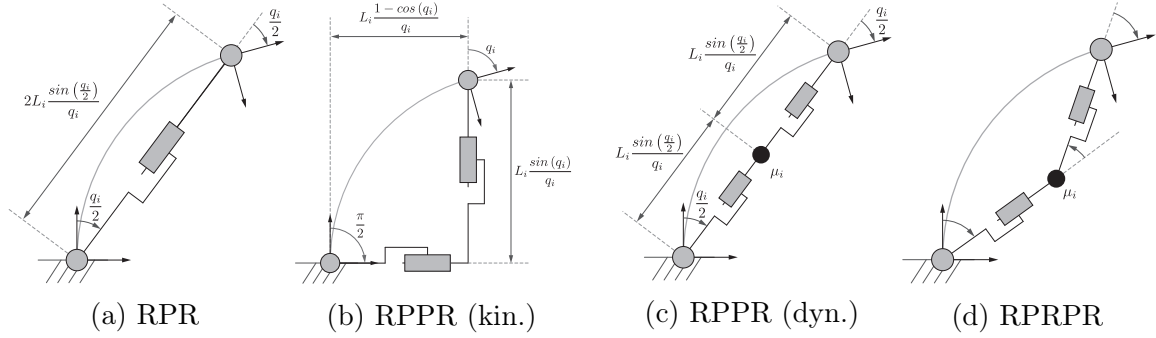 2L_i sin(q_i/2)/q_i
q_i/2
q_i/2
L_i 1 − cos (q_i)/q_i
q_i
L_i sin (q_i)/q_i
π/2
L_i sin(q_i/2)/q_i
L_i sin(q_i/2)/q_i
q_i/2
q_i/2
μ_i
μ_i
(a) RPR
(b) RPPR (kin.)
(c) RPPR (dyn.)
(d) RPRPR